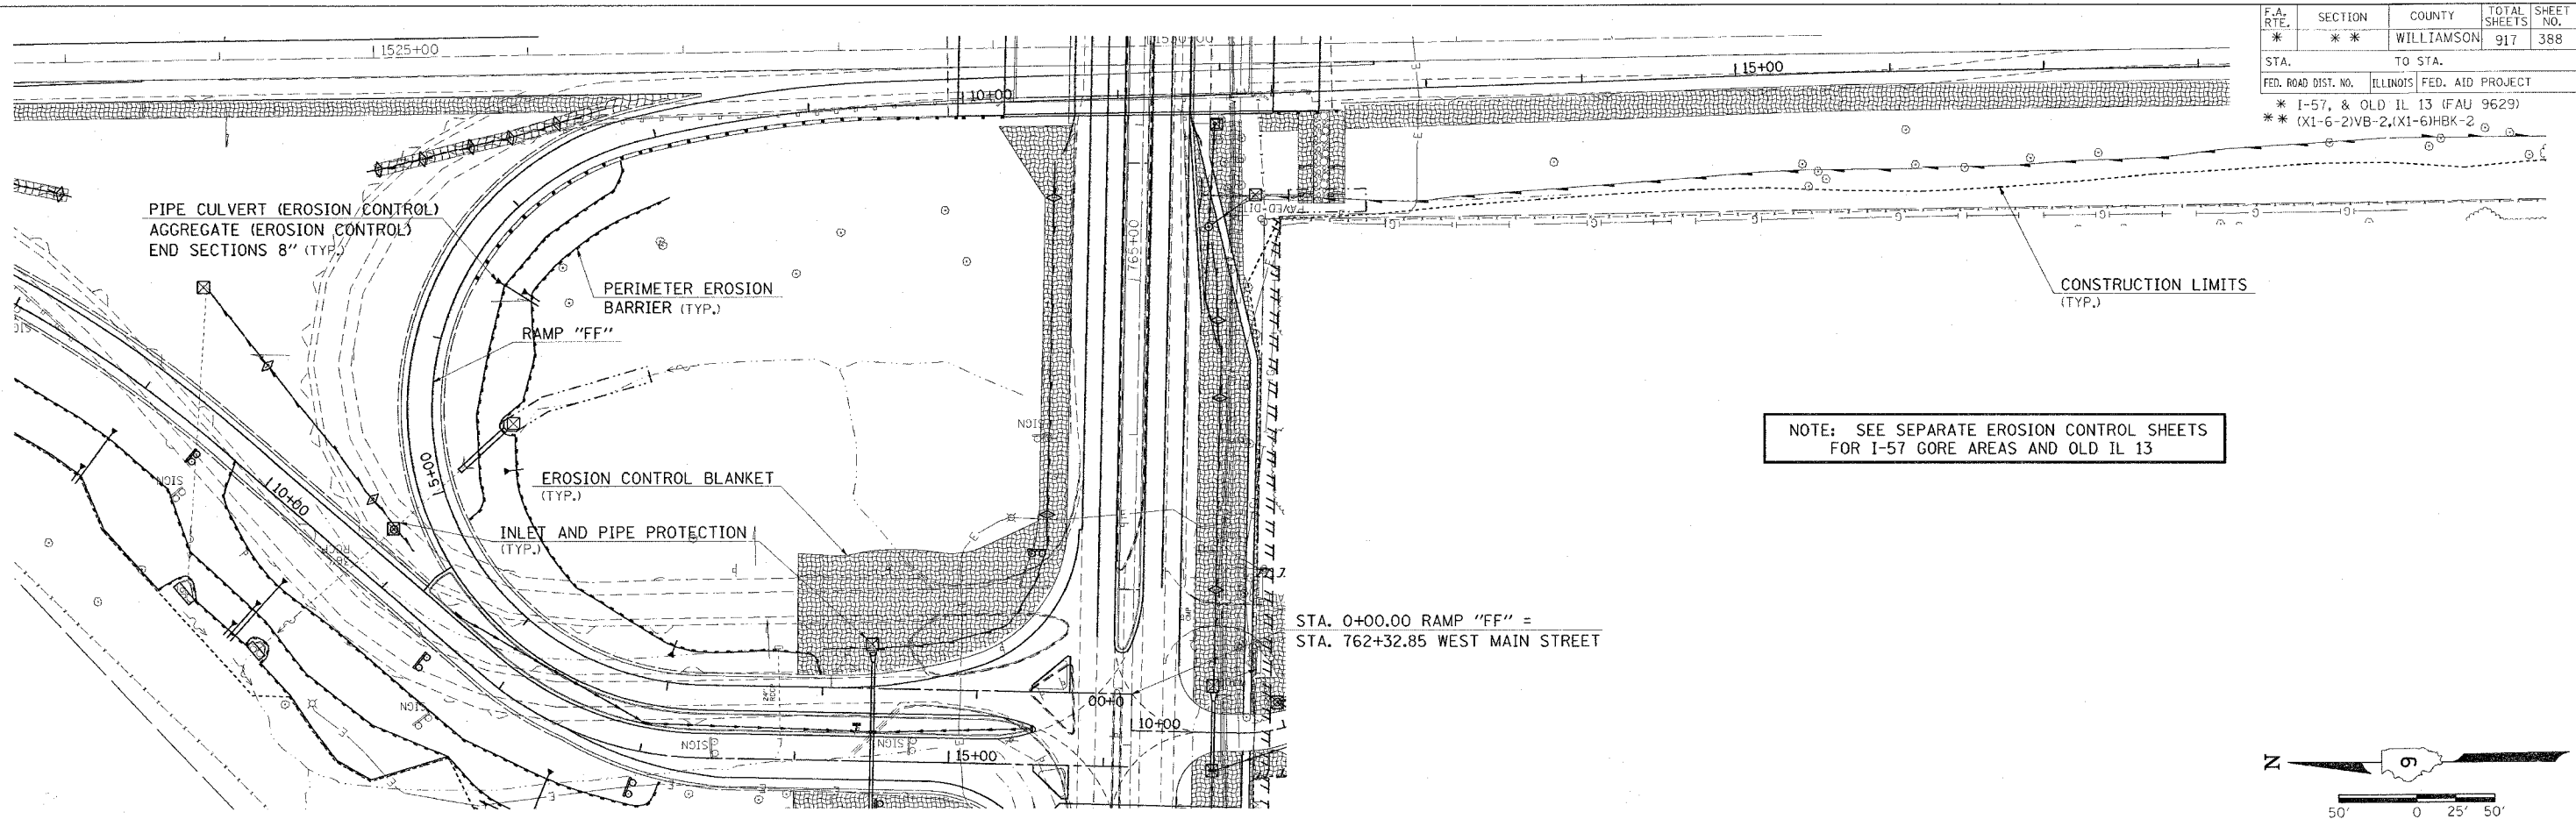 F.A. RTE. SECTION COUNTY TOTAL SHEETS SHEET NO.
* * * WILLIAMSON 917 388
STA. TO STA.
FED. ROAD DIST. NO. ILLINOIS FED. AID PROJECT
* I-57, & OLD IL 13 (FAU 9629)
** (X1-6-2)VB-2,(X1-6)HBK-2
1525+00
10+00
15+00
PIPE CULVERT (EROSION CONTROL)
AGGREGATE (EROSION CONTROL)
END SECTIONS 8" (TYP.)
PERIMETER EROSION
BARRIER (TYP.)
RAMP "FF"
765+00
CONSTRUCTION LIMITS
(TYP.)
NOTE: SEE SEPARATE EROSION CONTROL SHEETS
FOR I-57 GORE AREAS AND OLD IL 13
SIGN
SIGN
SIGN
5+00
10+00
EROSION CONTROL BLANKET
(TYP.)
INLET AND PIPE PROTECTION
(TYP.)
STA. 0+00.00 RAMP "FF" =
STA. 762+32.85 WEST MAIN STREET
SIGN
SIGN
SIGN
0+00
10+00
15+00
N
9
50' 0 25' 50'